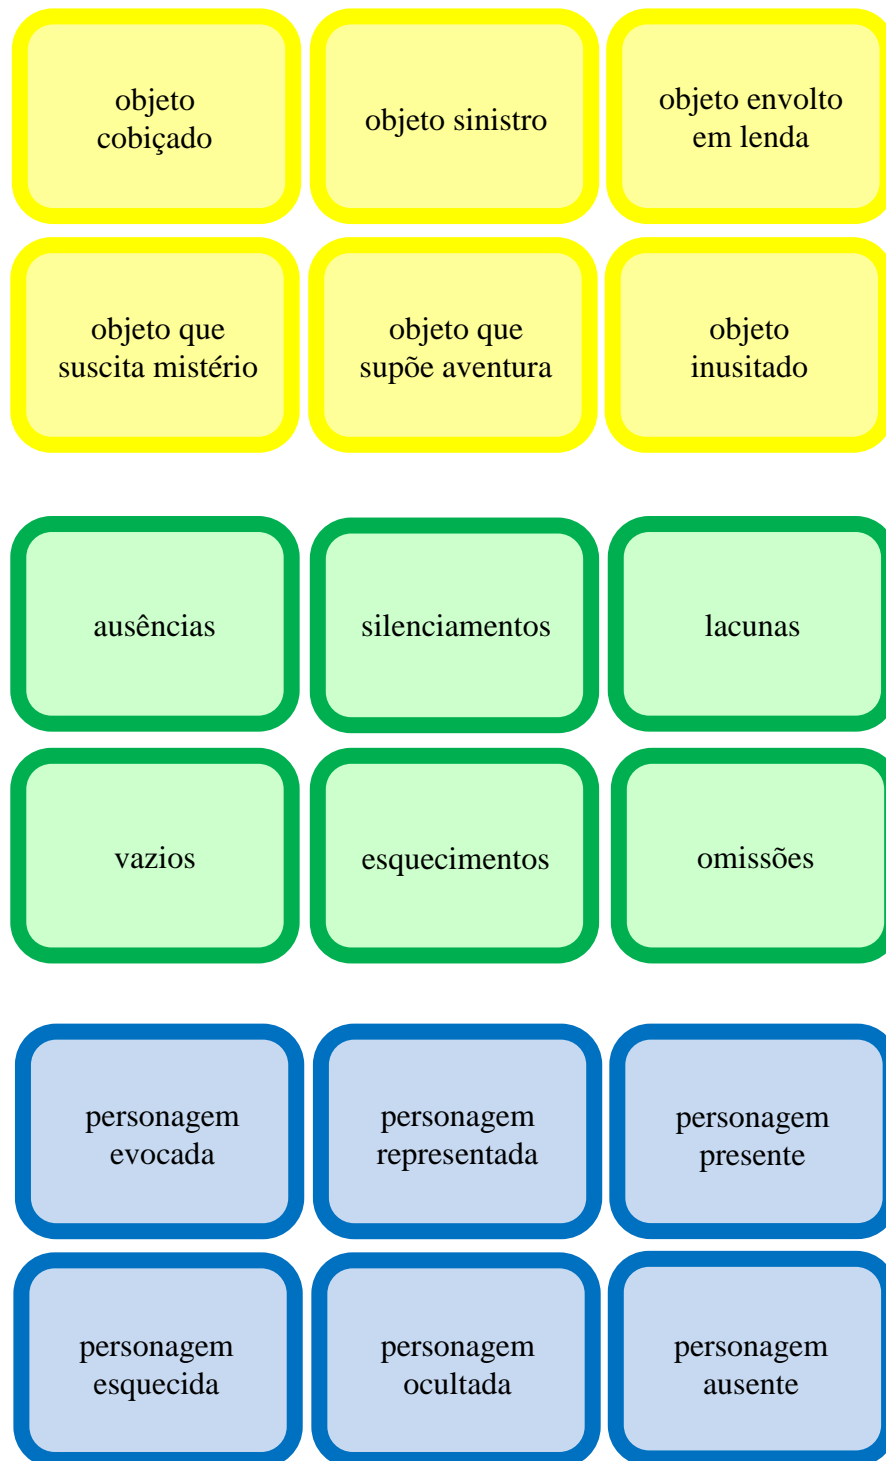 objeto
cobiçado
objeto sinistro
objeto envolto
em lenda
objeto que
suscita mistério
objeto que
supõe aventura
objeto
inusitado
ausências
silenciamentos
lacunas
vazios
esquecimentos
omissões
personagem
evocada
personagem
representada
personagem
presente
personagem
esquecida
personagem
ocultada
personagem
ausente